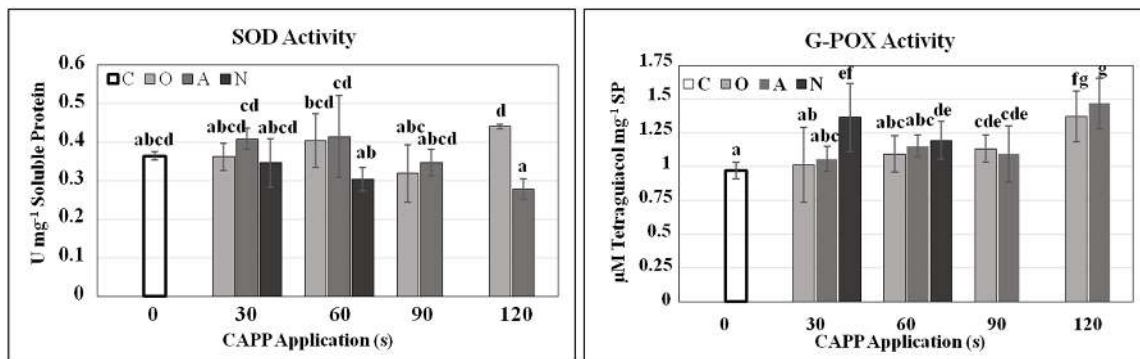 SOD Activity
0.6
0.5
0.4
0.3
0.2
0.1
0
U mg⁻¹ Soluble Protein
C O A N
abcd
abcd
cd
abcd
bcd
cd
ab
abc
abcd
d
a
0 30 60 90 120
CAPP Application (s)
G-POX Activity
1.75
1.5
1.25
1
0.75
0.5
0.25
0
µM Tetraguiacol mg⁻¹ SP
C O A N
a
ab
abc
ef
abc
abc
de
cde
cde
fg
g
0 30 60 90 120
CAPP Application (s)